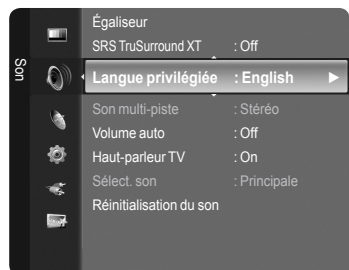 Son
Égaliseur
SRS TruSurround XT : Off
Langue privilégiée : English ►
Son multi-piste : Stéréo
Volume auto : Off
Haut-parleur TV : On
Sélect. son : Principale
Réinitialisation du son